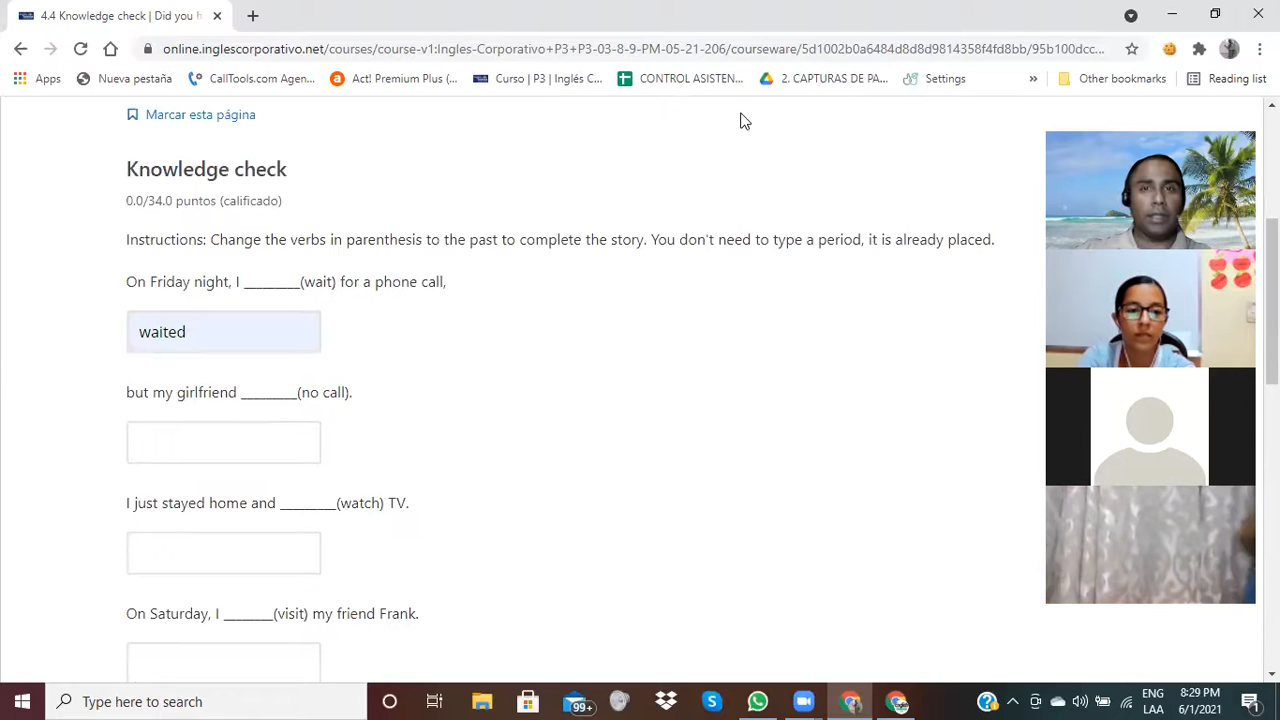 4.4 Knowledge check | Did you h
online.inglescorporativo.net/courses/course-v1:Ingles-Corporativo+P3+P3-03-8-9-PM-05-21-206/courseware/5d1002b0a6484d8d8d9814358f4fd8bb/95b100dcc...
Apps
Nueva pestaña
CallTools.com Agen...
Act! Premium Plus (...
Curso | P3 | Inglés C...
CONTROL ASISTEN...
2. CAPTURAS DE PA...
Settings
»
Other bookmarks
Reading list
Marcar esta página
Knowledge check
0.0/34.0 puntos (calificado)
Instructions: Change the verbs in parenthesis to the past to complete the story. You don't need to type a period, it is already placed.
On Friday night, I _________(wait) for a phone call,
waited
but my girlfriend _________(no call).
I just stayed home and _________(watch) TV.
On Saturday, I ________(visit) my friend Frank.
Type here to search
99+
ENG
LAA
8:29 PM
6/1/2021
1